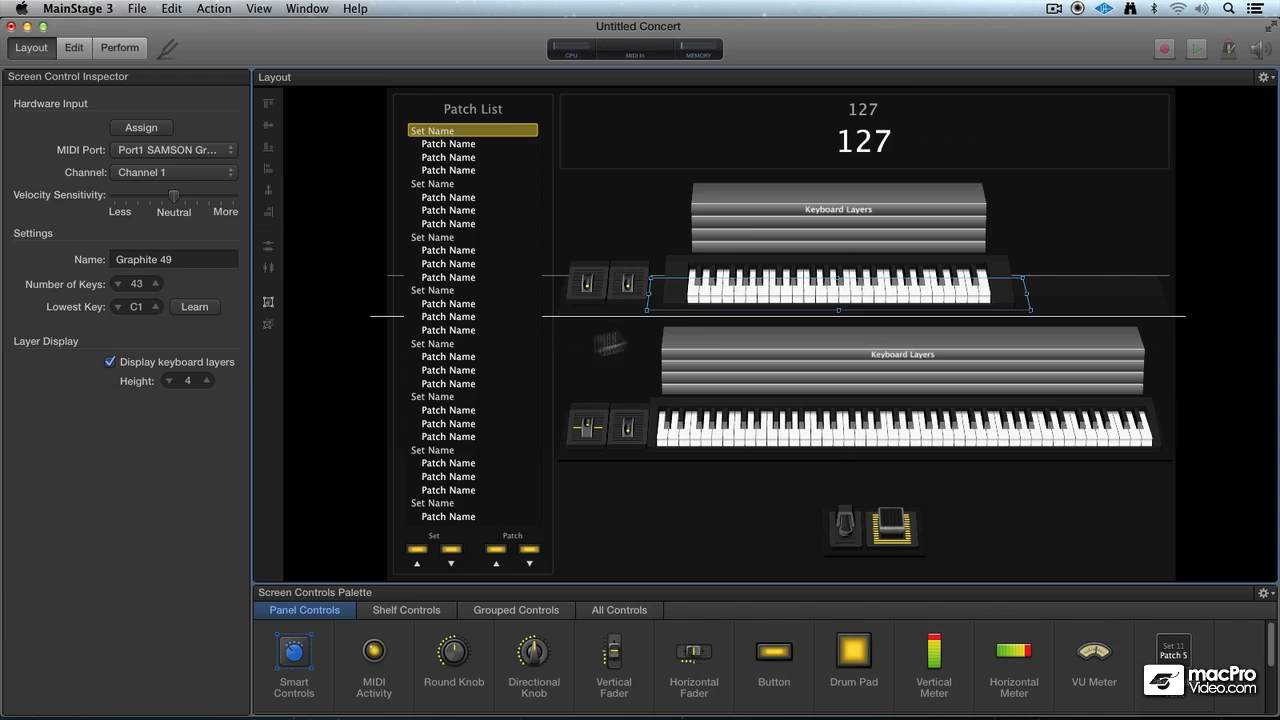 MainStage 3 File Edit Action View Window Help
Untitled Concert
Layout Edit Perform
CPU MIDI In MEMORY
Screen Control Inspector
Hardware Input
Assign
MIDI Port: Port1 SAMSON Gr...
Channel: Channel 1
Velocity Sensitivity:
Less Neutral More
Settings
Name: Graphite 49
Number of Keys: 43
Lowest Key: C1 Learn
Layer Display
Display keyboard layers
Height: 4
Layout
Patch List
Set Name
Patch Name
Patch Name
Patch Name
Set Name
Patch Name
Patch Name
Patch Name
Set Name
Patch Name
Patch Name
Patch Name
Set Name
Patch Name
Patch Name
Patch Name
Set Name
Patch Name
Patch Name
Patch Name
Set Name
Patch Name
Patch Name
Patch Name
Set Name
Patch Name
Patch Name
Patch Name
Set Name
Patch Name
Set Patch
127
127
Keyboard Layers
Keyboard Layers
Screen Controls Palette
Panel Controls Shelf Controls Grouped Controls All Controls
Smart Controls
MIDI Activity
Round Knob
Directional Knob
Vertical Fader
Horizontal Fader
Button
Drum Pad
Vertical Meter
Horizontal Meter
VU Meter
Set 11
Patch S
macPro
Video.com